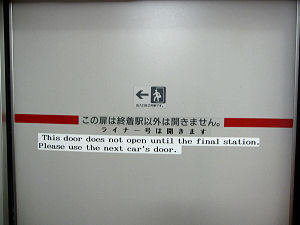 この扉は終着駅以外は開きません。
ライナー号は開きます
This door does not open until the final station.
Please use the next car's door.